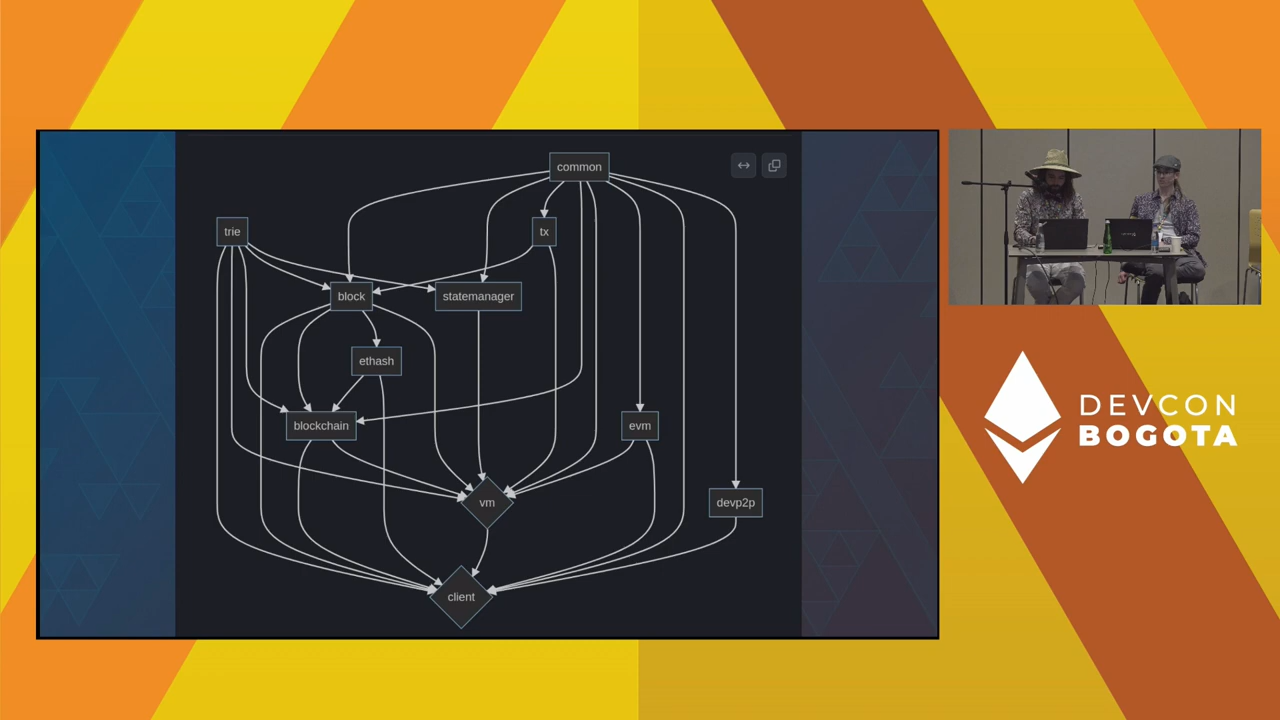 common
trie
tx
block
statemanager
ethash
blockchain
evm
vm
devp2p
client
DEVCON
BOGOTA